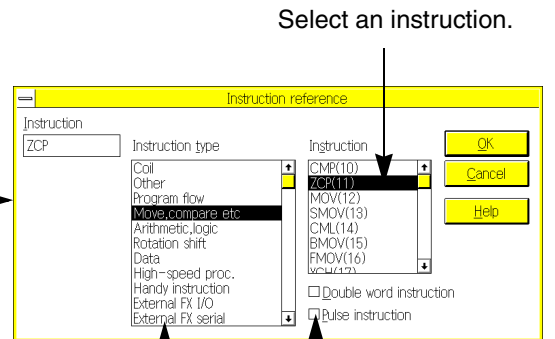 Select an instruction.
Instruction reference
Instruction
ZCP
Instruction type
Coil
Other
Program flow
Move,compare etc
Arithmetic,logic
Rotation shift
Data
High-speed proc.
Handy instruction
External FX I/O
External FX serial
Instruction
CMP(10)
ZCP(11)
MOV(12)
SMOV(13)
CML(14)
BMOV(15)
FMOV(16)
XCH(17)
Double word instruction
Pulse instruction
OK
Cancel
Help